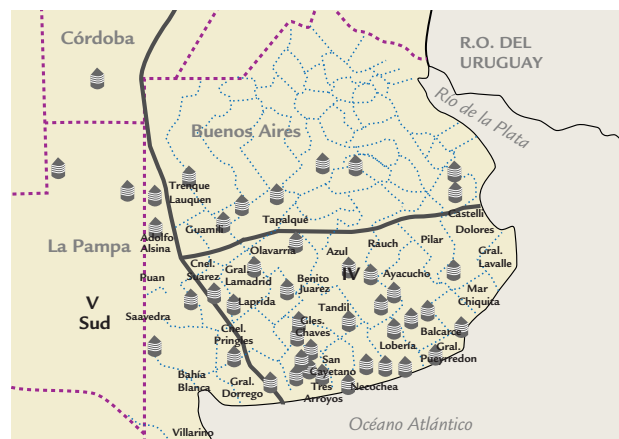 Córdoba
R.O. DEL
URUGUAY
Río de la Plata
Buenos Aires
Trenque
Lauquen
Castelli
Guaminí
Tapalqué
Dolores
Adolfo
Alsina
La Pampa
Olavarría
Azul
Rauch
Pilar
Gral.
Lavalle
Puan
Cnel.
Suárez
Gral.
Lamadrid
Benito
Juarez
IV
Ayacucho
Mar
Chiquita
V
Sud
Saavedra
Laprida
Tandil
Gles.
Chaves
Cnel.
Pringles
Balcarce
Lobería
Gral.
Pueyrredon
San
Cayetano
Bahía
Blanca
Gral.
Dorrego
Tres
Arroyos
Necochea
Océano Atlántico
Villarino